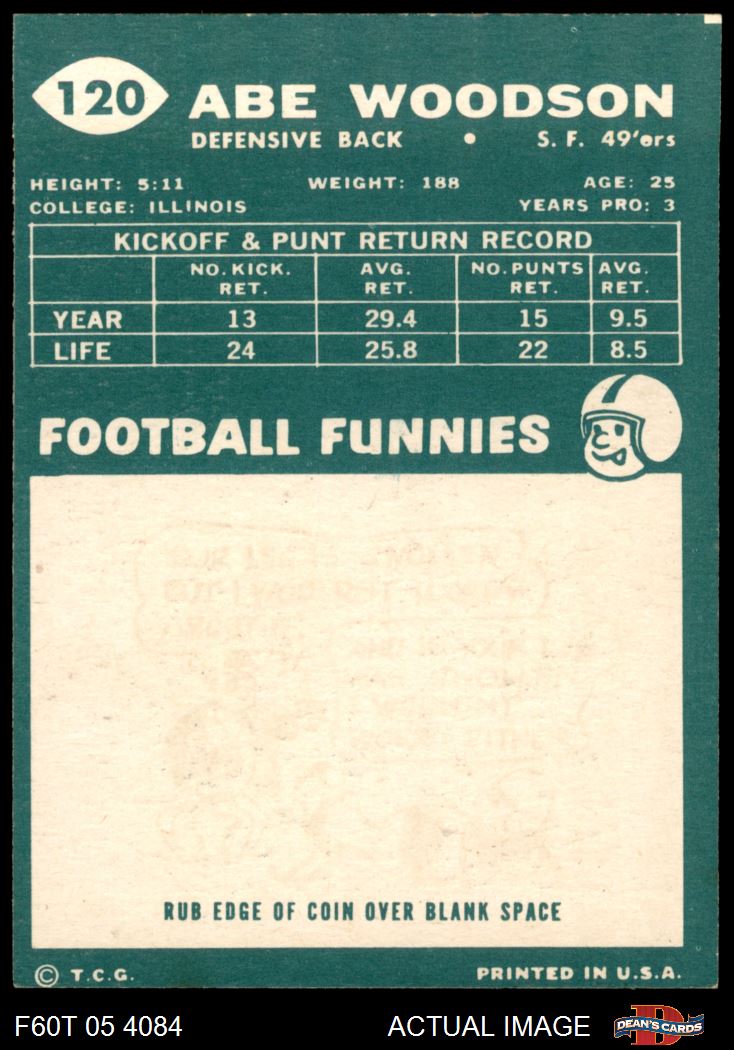 120
ABE WOODSON
DEFENSIVE BACK • S. F. 49'ers
HEIGHT: 5:11 WEIGHT: 188 AGE: 25
COLLEGE: ILLINOIS YEARS PRO: 3
KICKOFF & PUNT RETURN RECORD
NO. KICK. RET. AVG. RET. NO. PUNTS RET. AVG. RET.
YEAR 13 29.4 15 9.5
LIFE 24 25.8 22 8.5
FOOTBALL FUNNIES
RUB EDGE OF COIN OVER BLANK SPACE
© T.C.G. PRINTED IN U.S.A.
F60T 05 4084 ACTUAL IMAGE DEAN'S CARDS